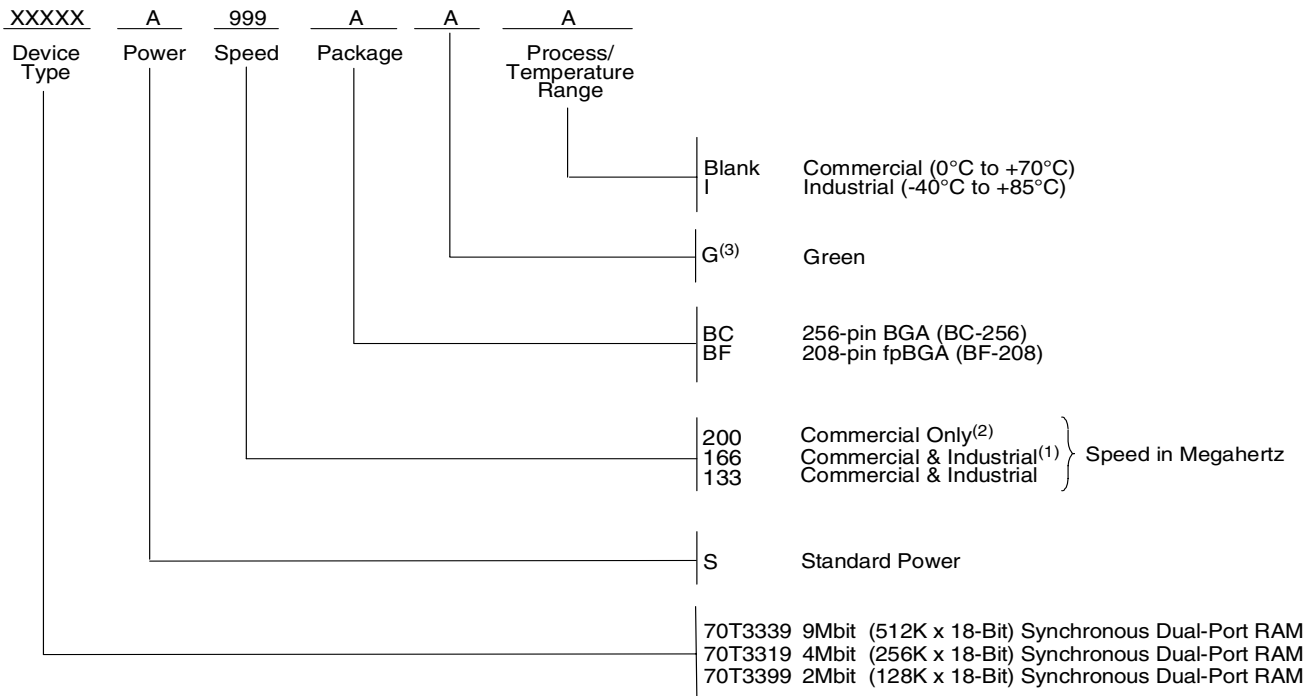 XXXXX A 999 A A A
Device Type Power Speed Package Process/ Temperature Range
Blank Commercial (0°C to +70°C)
I Industrial (-40°C to +85°C)
G(3) Green
BC 256-pin BGA (BC-256)
BF 208-pin fpBGA (BF-208)
200 Commercial Only(2)
166 Commercial & Industrial(1)
133 Commercial & Industrial
Speed in Megahertz
S Standard Power
70T3339 9Mbit (512K x 18-Bit) Synchronous Dual-Port RAM
70T3319 4Mbit (256K x 18-Bit) Synchronous Dual-Port RAM
70T3399 2Mbit (128K x 18-Bit) Synchronous Dual-Port RAM